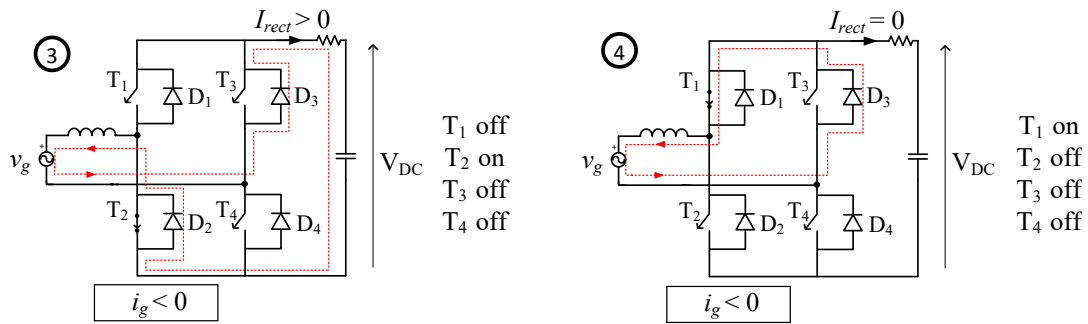 3
I_rect > 0
T1
D1
T3
D3
+
v_g
V_DC
T2
D2
T4
D4
i_g < 0
T1 off
T2 on
T3 off
T4 off
4
I_rect = 0
T1
D1
T3
D3
+
v_g
V_DC
T2
D2
T4
D4
i_g < 0
T1 on
T2 off
T3 off
T4 off